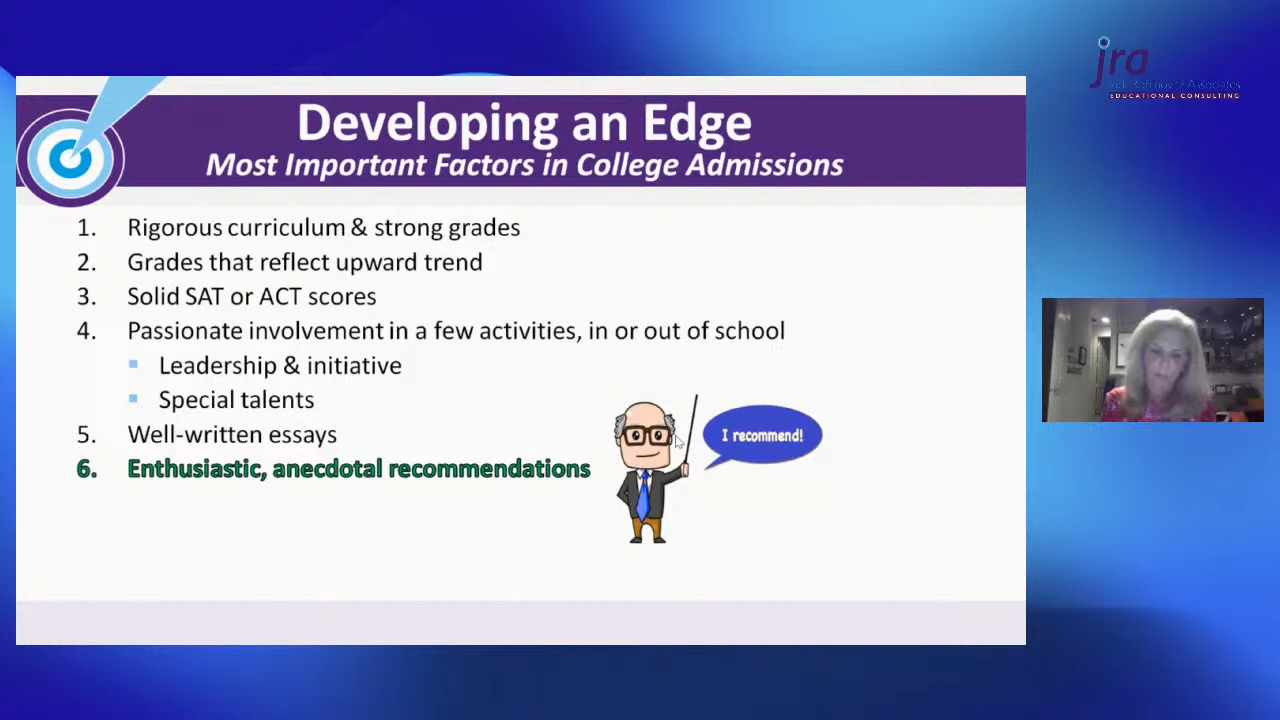 jra
Associates
EDUCATIONAL CONSULTING
Developing an Edge
Most Important Factors in College Admissions
1. Rigorous curriculum & strong grades
2. Grades that reflect upward trend
3. Solid SAT or ACT scores
4. Passionate involvement in a few activities, in or out of school
▪ Leadership & initiative
▪ Special talents
5. Well-written essays
6. Enthusiastic, anecdotal recommendations
I recommend!